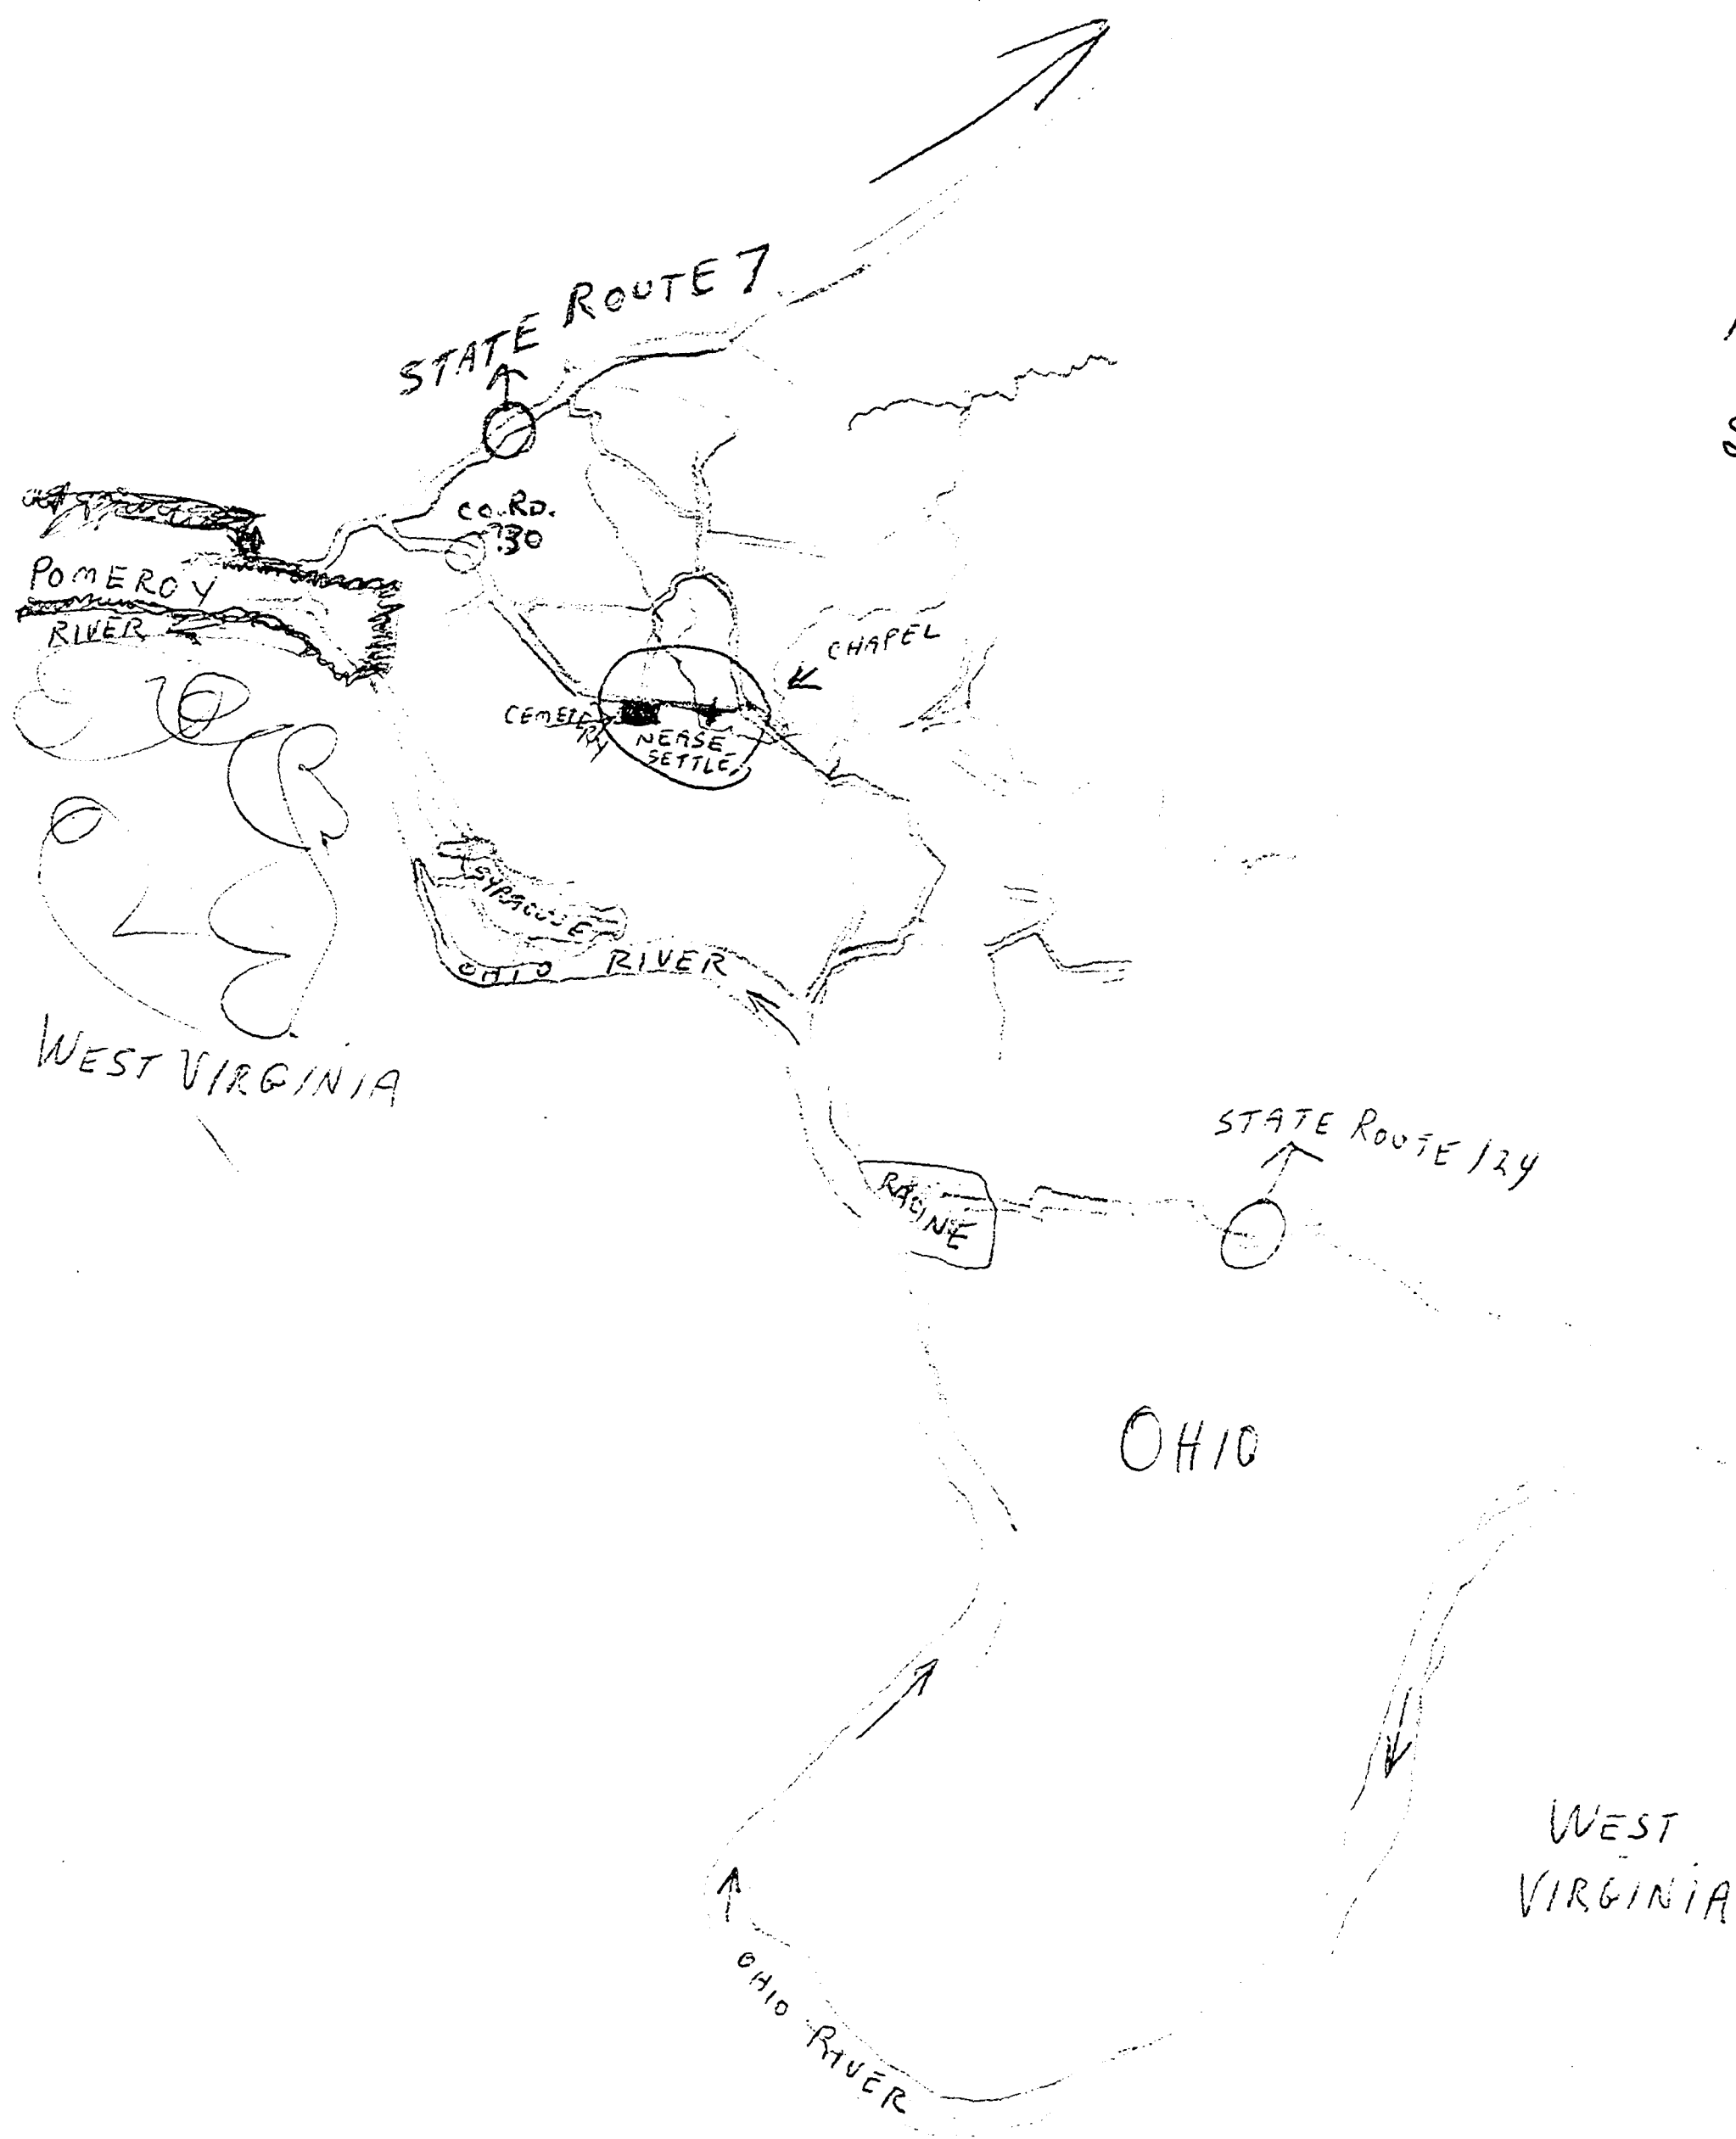 STATE ROUTE 7
CO. RD.
30
POMEROY
RIVER
CHAPEL
CEMETERY
NEASE
SETTLE.
SYRACUSE
OHIO RIVER
WEST VIRGINIA
STATE ROUTE 124
RACINE
OHIO
WEST
VIRGINIA
OHIO RIVER